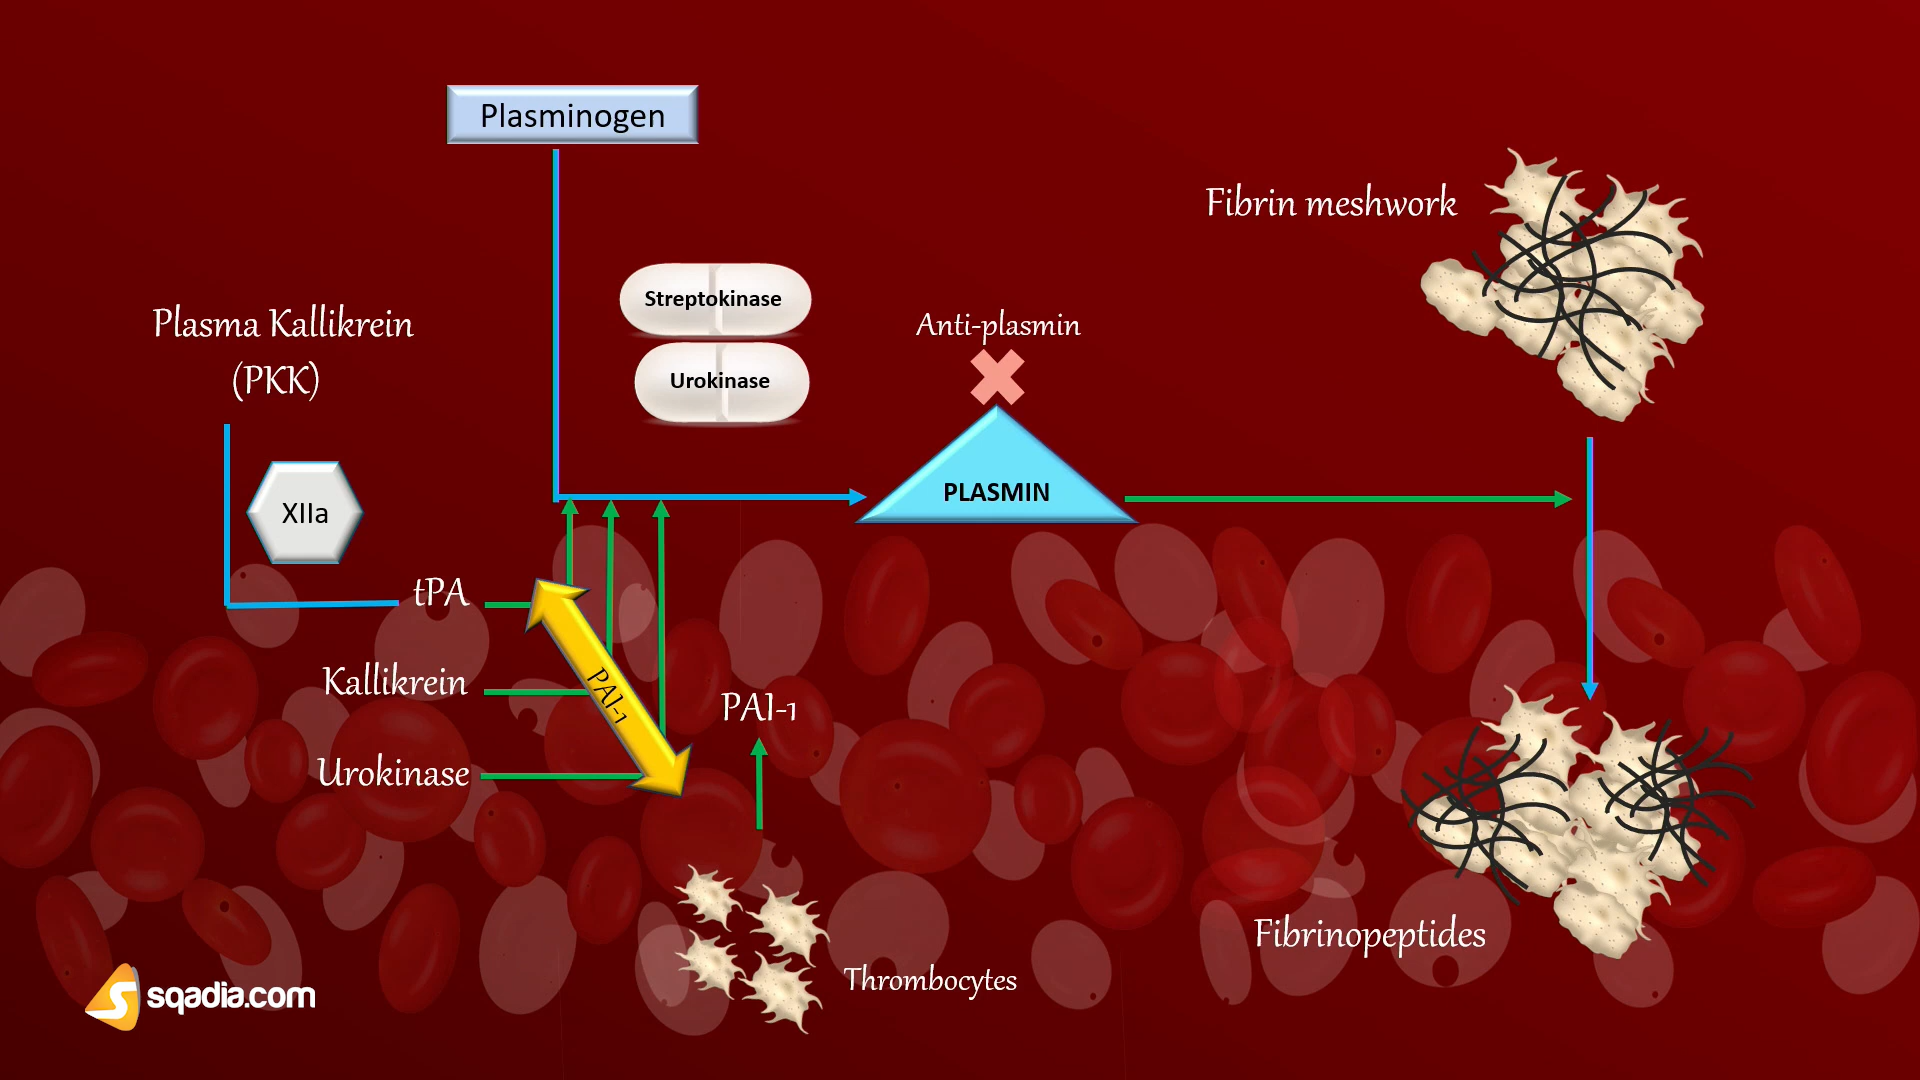 Plasminogen
Fibrin meshwork
Streptokinase
Plasma Kallikrein
(PKK)
Anti-plasmin
Urokinase
PLASMIN
XIIa
tPA
Kallikrein
PAI-1
PAI-1
Urokinase
Fibrinopeptides
Thrombocytes
sqadia.com